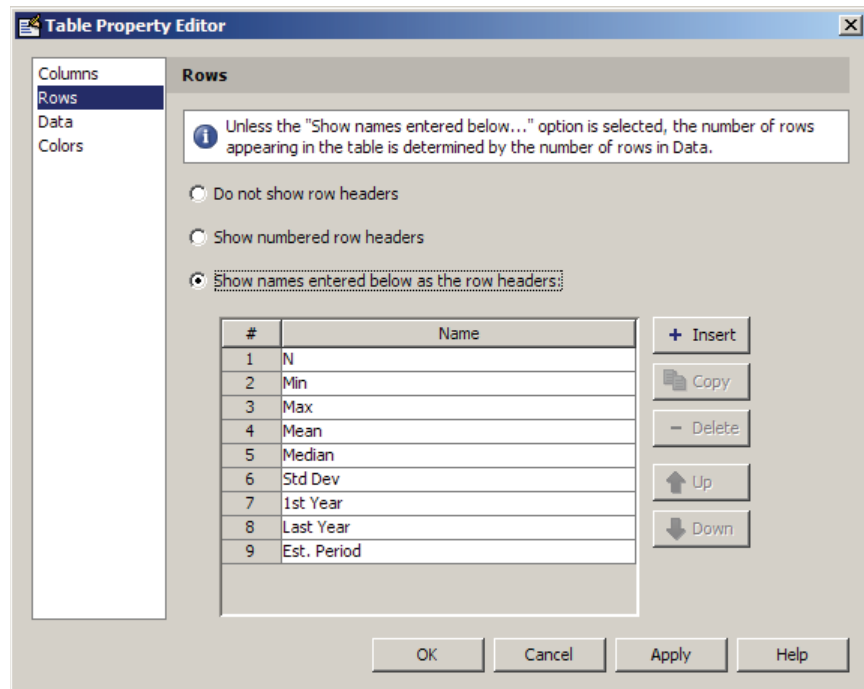 Table Property Editor
Columns
Rows
Data
Colors
Rows
Unless the "Show names entered below..." option is selected, the number of rows
appearing in the table is determined by the number of rows in Data.
Do not show row headers
Show numbered row headers
Show names entered below as the row headers:
# Name
1 N
2 Min
3 Max
4 Mean
5 Median
6 Std Dev
7 1st Year
8 Last Year
9 Est. Period
+ Insert
Copy
− Delete
Up
Down
OK Cancel Apply Help